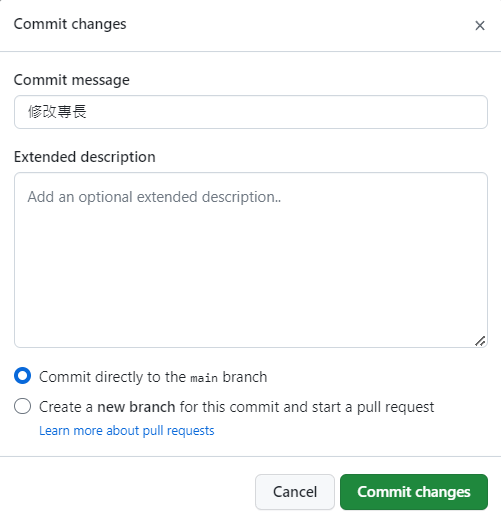 Commit changes
Commit message
修改專長
Extended description
Add an optional extended description..
Commit directly to the main branch
Create a new branch for this commit and start a pull request
Learn more about pull requests
Cancel
Commit changes